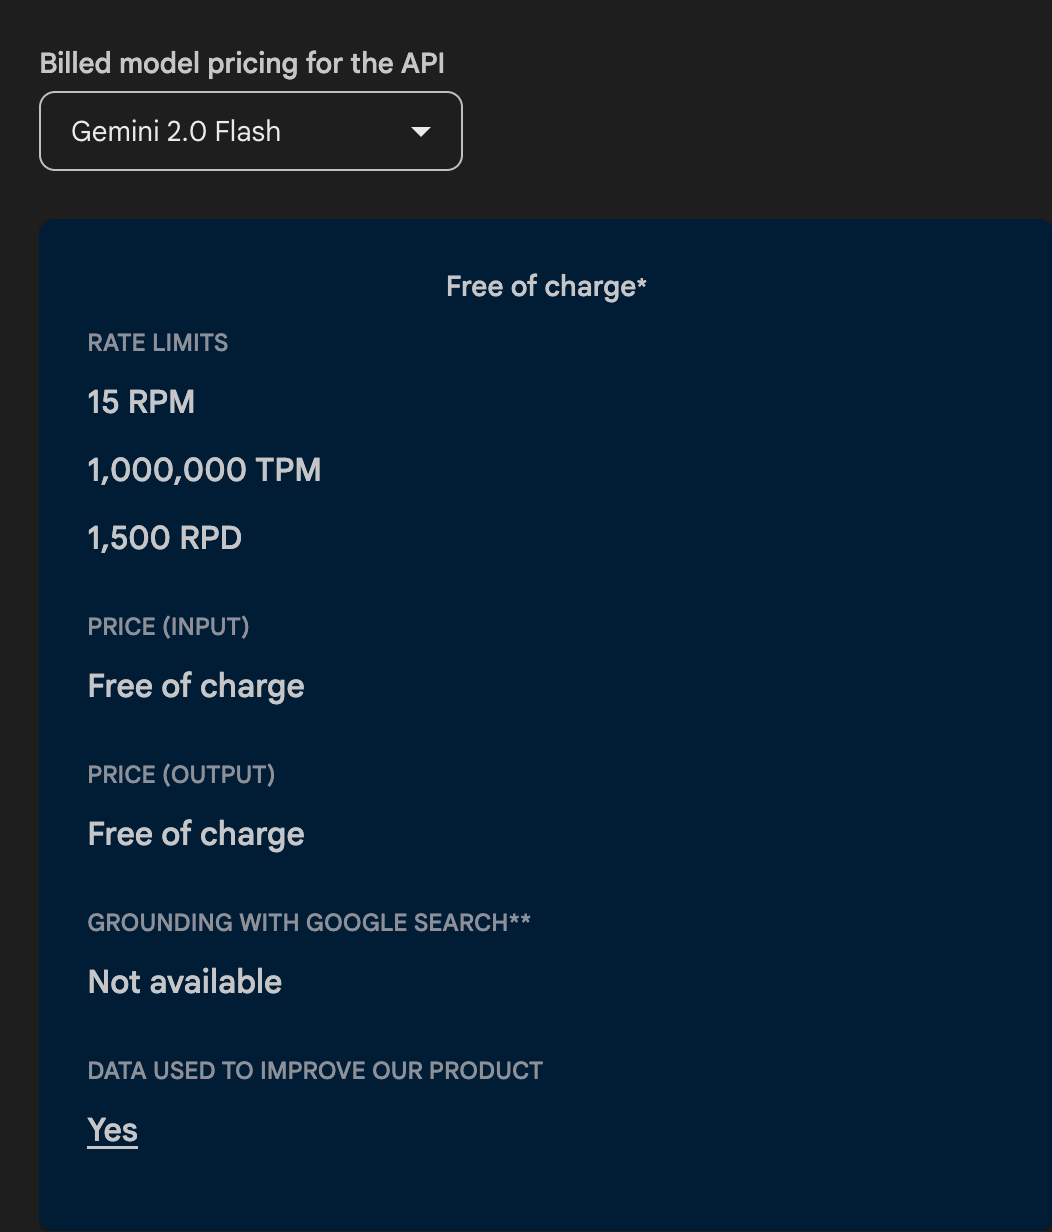 Billed model pricing for the API
Gemini 2.0 Flash
Free of charge*
RATE LIMITS
15 RPM
1,000,000 TPM
1,500 RPD
PRICE (INPUT)
Free of charge
PRICE (OUTPUT)
Free of charge
GROUNDING WITH GOOGLE SEARCH**
Not available
DATA USED TO IMPROVE OUR PRODUCT
Yes